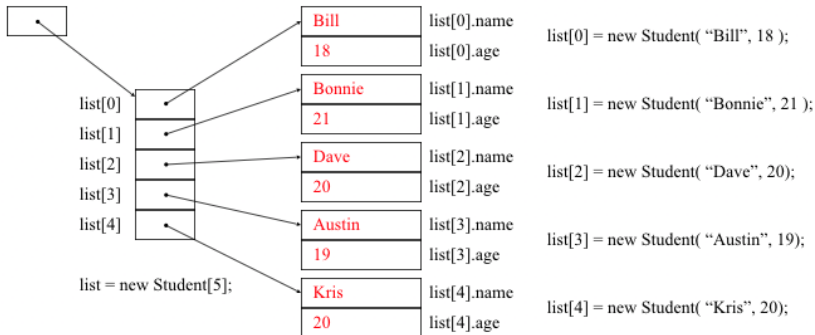 Bill list[0].name
18 list[0].age
list[0] = new Student( “Bill”, 18 );
list[0]
list[1]
list[2]
list[3]
list[4]
Bonnie list[1].name
21 list[1].age
list[1] = new Student( “Bonnie”, 21 );
Dave list[2].name
20 list[2].age
list[2] = new Student( “Dave”, 20);
Austin list[3].name
19 list[3].age
list[3] = new Student( “Austin”, 19);
list = new Student[5];
Kris list[4].name
20 list[4].age
list[4] = new Student( “Kris”, 20);